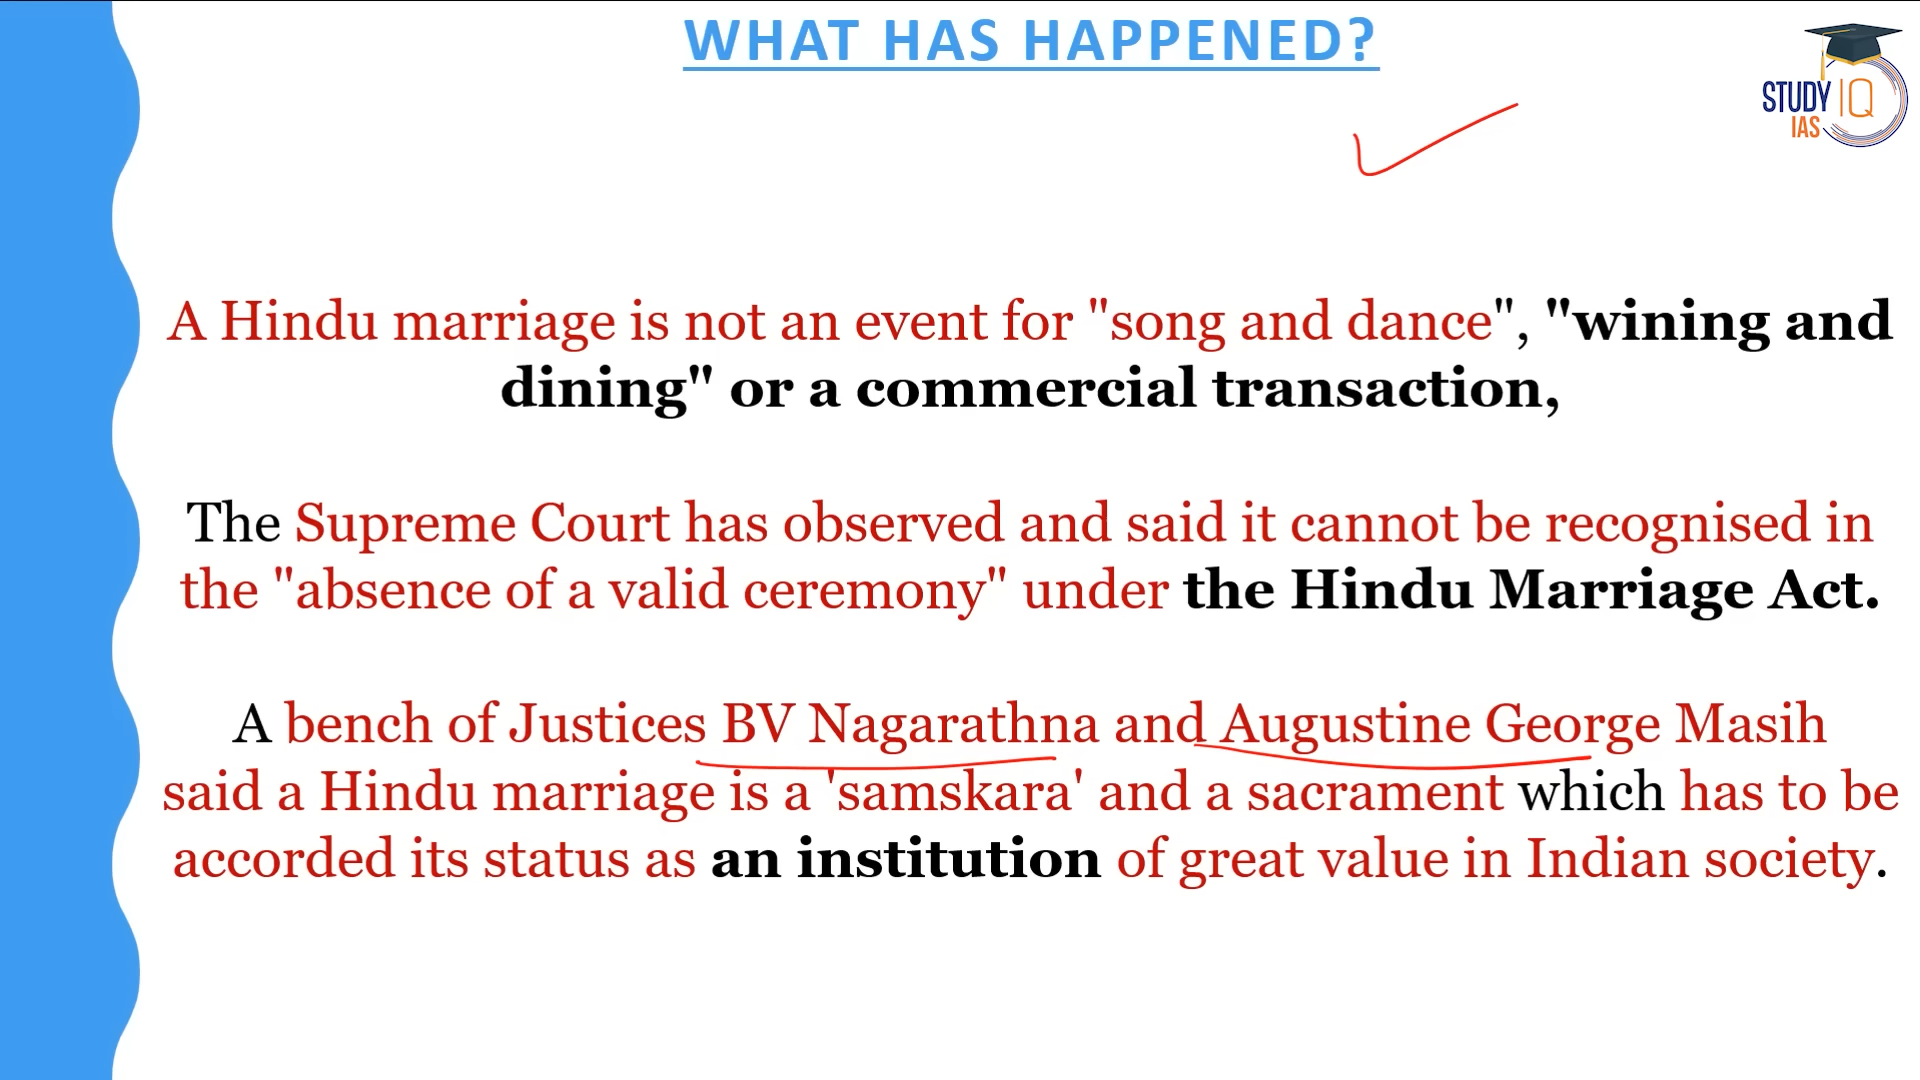 WHAT HAS HAPPENED?
STUDY IQ
IAS
A Hindu marriage is not an event for "song and dance", "wining and
dining" or a commercial transaction,
The Supreme Court has observed and said it cannot be recognised in
the "absence of a valid ceremony" under the Hindu Marriage Act.
A bench of Justices BV Nagarathna and Augustine George Masih
said a Hindu marriage is a 'samskara' and a sacrament which has to be
accorded its status as an institution of great value in Indian society.